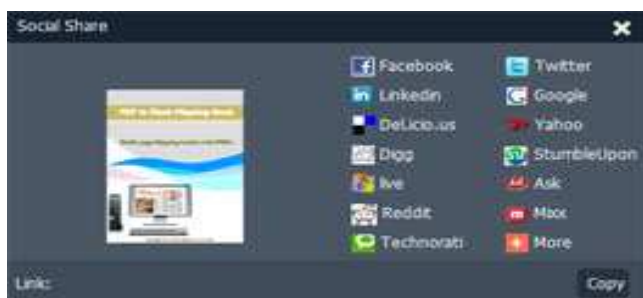 Social Share
Facebook
Twitter
Linkedin
Google
DeLicio.us
Yahoo
Digg
StumbleUpon
live
Ask
Reddit
Mixx
Technorati
More
Link:
Copy